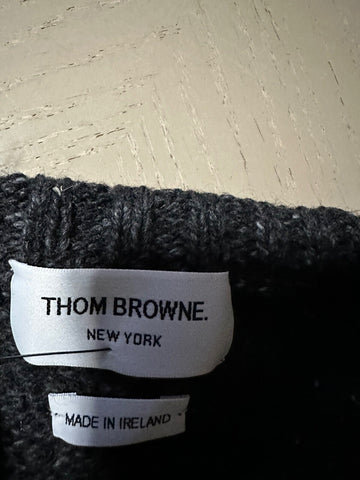 THOM BROWNE.
NEW YORK
MADE IN IRELAND